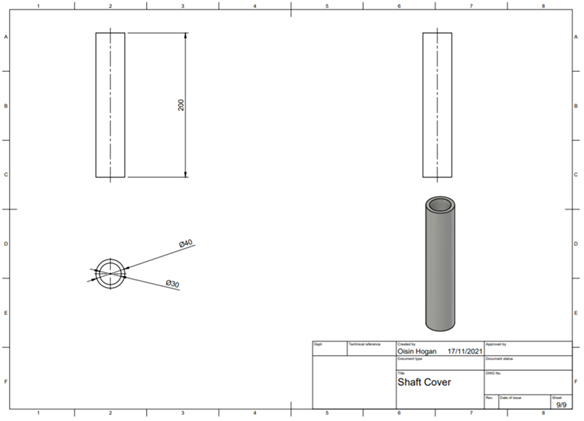 1 2 3 4 5 6 7 8
A A
B B
C C
D D
E E
F F
200
Ø40
Ø30
Dept. Technical reference Created by Approved by
Oisin Hogan 17/11/2021
Document type Document status
Title DWG No.
Shaft Cover
Rev. Date of issue Sheet
9/9
1 2 3 4 5 6 7 8